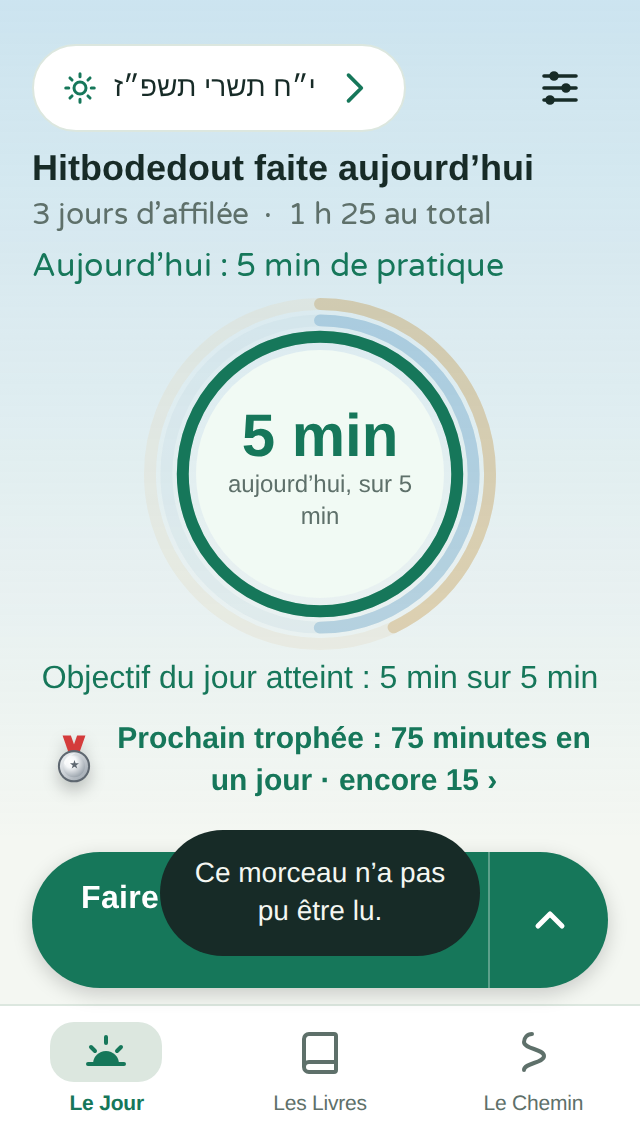 י״ח תשרי תשפ״ז
Hitbodedout faite aujourd’hui
3 jours d’affilée · 1 h 25 au total
Aujourd’hui : 5 min de pratique
5 min
aujourd’hui, sur 5
min
Objectif du jour atteint : 5 min sur 5 min
Prochain trophée : 75 minutes en
un jour · encore 15 ›
Faire
Ce morceau n’a pas
pu être lu.
Le Jour
Les Livres
Le Chemin